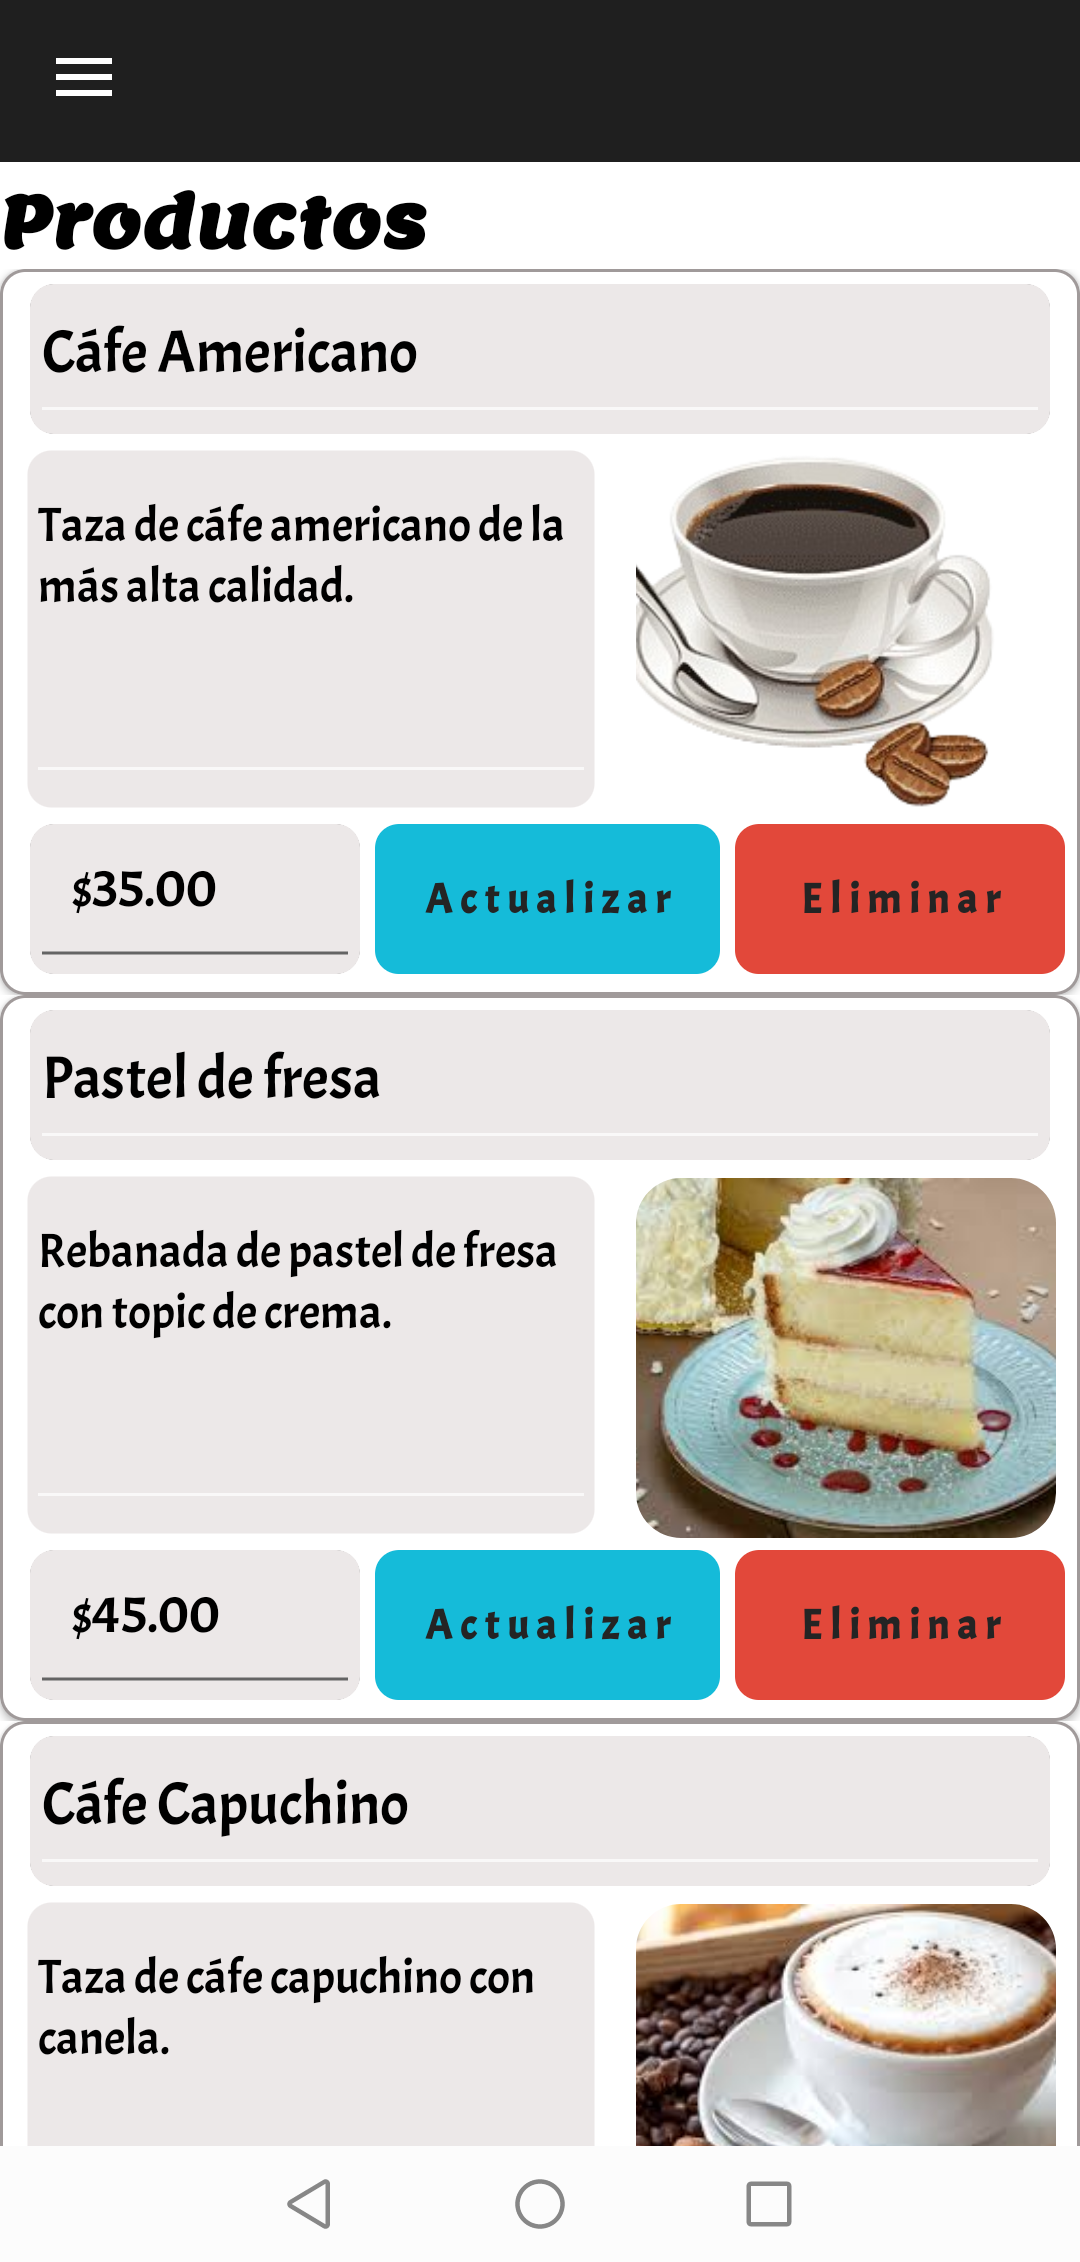 Productos
Cáfe Americano
Taza de cáfe americano de la
más alta calidad.
$35.00
Actualizar
Eliminar
Pastel de fresa
Rebanada de pastel de fresa
con topic de crema.
$45.00
Actualizar
Eliminar
Cáfe Capuchino
Taza de cáfe capuchino con
canela.